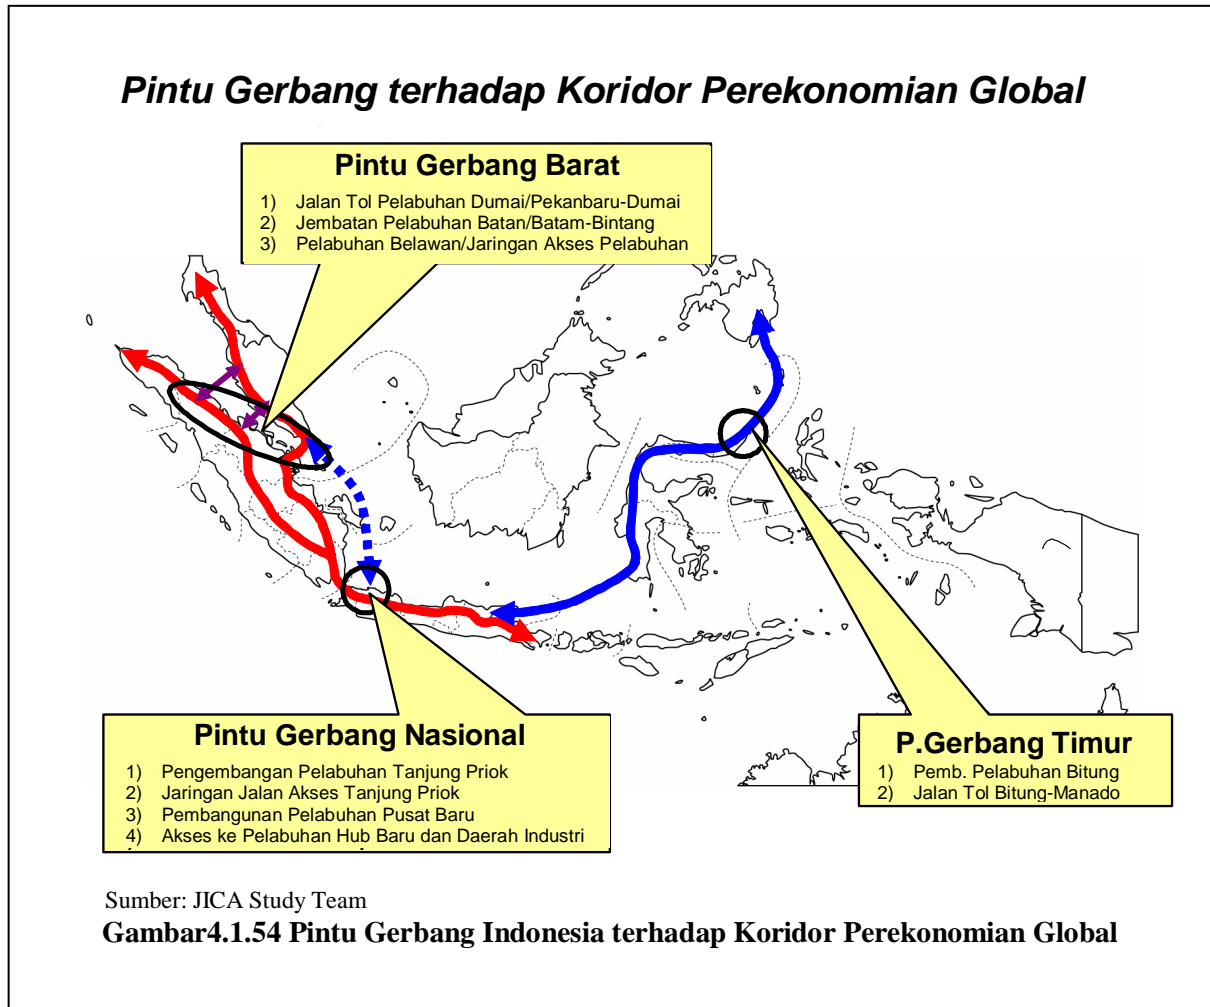 Pintu Gerbang terhadap Koridor Perekonomian Global
Pintu Gerbang Barat
1) Jalan Tol Pelabuhan Dumai/Pekanbaru-Dumai
2) Jembatan Pelabuhan Batan/Batam-Bintang
3) Pelabuhan Belawan/Jaringan Akses Pelabuhan
Pintu Gerbang Nasional
1) Pengembangan Pelabuhan Tanjung Priok
2) Jaringan Jalan Akses Tanjung Priok
3) Pembangunan Pelabuhan Pusat Baru
4) Akses ke Pelabuhan Hub Baru dan Daerah Industri
P.Gerbang Timur
1) Pemb. Pelabuhan Bitung
2) Jalan Tol Bitung-Manado
Sumber: JICA Study Team
Gambar4.1.54 Pintu Gerbang Indonesia terhadap Koridor Perekonomian Global